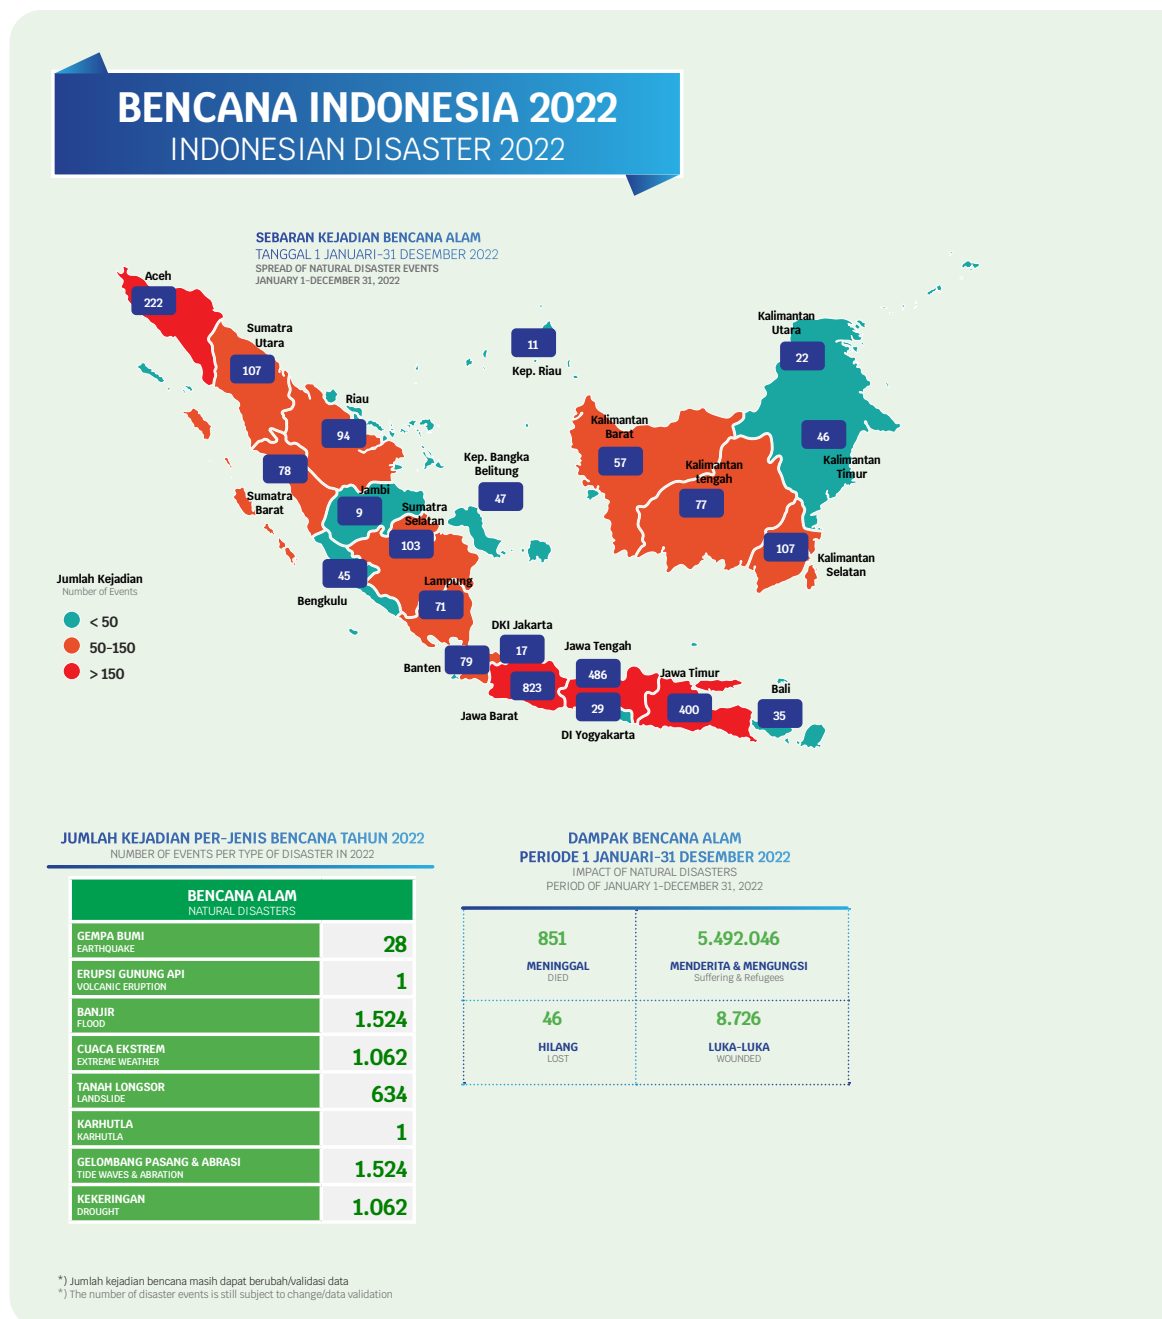 BENCANA INDONESIA 2022
INDONESIAN DISASTER 2022
SEBARAN KEJADIAN BENCANA ALAM
TANGGAL 1 JANUARI-31 DESEMBER 2022
SPREAD OF NATURAL DISASTER EVENTS
JANUARY 1-DECEMBER 31, 2022
Aceh
222
Sumatra
Utara
107
Riau
94
78
Sumatra
Barat
Jambi
9
Sumatra
Selatan
103
45
Bengkulu
Lampung
71
11
Kep. Riau
Kep. Bangka
Belitung
47
Kalimantan
Utara
22
Kalimantan
Barat
57
46
Kalimantan
Timur
Kalimantan
tengah
77
107
Kalimantan
Selatan
Jumlah Kejadian
Number of Events
< 50
50-150
> 150
DKI Jakarta
17
Banten
79
823
Jawa Barat
Jawa Tengah
486
29
DI Yogyakarta
Jawa Timur
400
Bali
35
JUMLAH KEJADIAN PER-JENIS BENCANA TAHUN 2022
NUMBER OF EVENTS PER TYPE OF DISASTER IN 2022
BENCANA ALAM
NATURAL DISASTERS
GEMPA BUMI
EARTHQUAKE
28
ERUPSI GUNUNG API
VOLCANIC ERUPTION
1
BANJIR
FLOOD
1.524
CUACA EKSTREM
EXTREME WEATHER
1.062
TANAH LONGSOR
LANDSLIDE
634
KARHUTLA
KARHUTLA
1
GELOMBANG PASANG & ABRASI
TIDE WAVES & ABRATION
1.524
KEKERINGAN
DROUGHT
1.062
DAMPAK BENCANA ALAM
PERIODE 1 JANUARI-31 DESEMBER 2022
IMPACT OF NATURAL DISASTERS
PERIOD OF JANUARY 1-DECEMBER 31, 2022
851
MENINGGAL
DIED
5.492.046
MENDERITA & MENGUNGSI
Suffering & Refugees
46
HILANG
LOST
8.726
LUKA-LUKA
WOUNDED
*) Jumlah kejadian bencana masih dapat berubah/validasi data
*) The number of disaster events is still subject to change/data validation